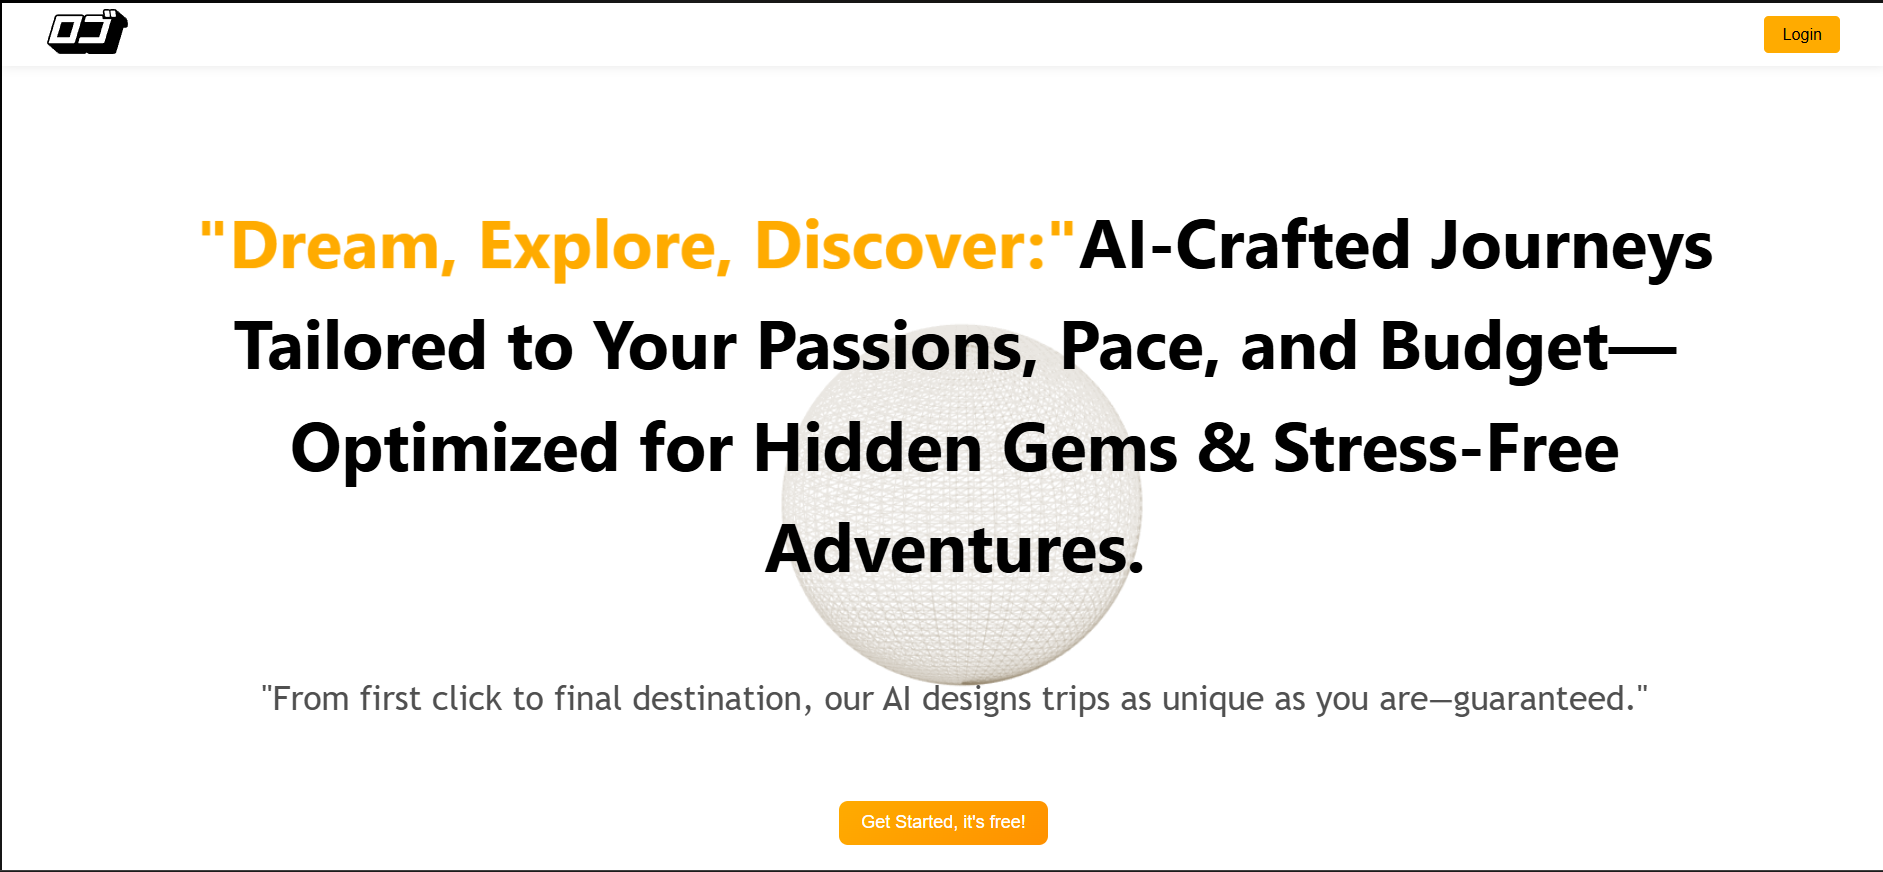 Login
"Dream, Explore, Discover:"AI-Crafted Journeys
Tailored to Your Passions, Pace, and Budget—
Optimized for Hidden Gems & Stress-Free
Adventures.
"From first click to final destination, our AI designs trips as unique as you are—guaranteed."
Get Started, it's free!